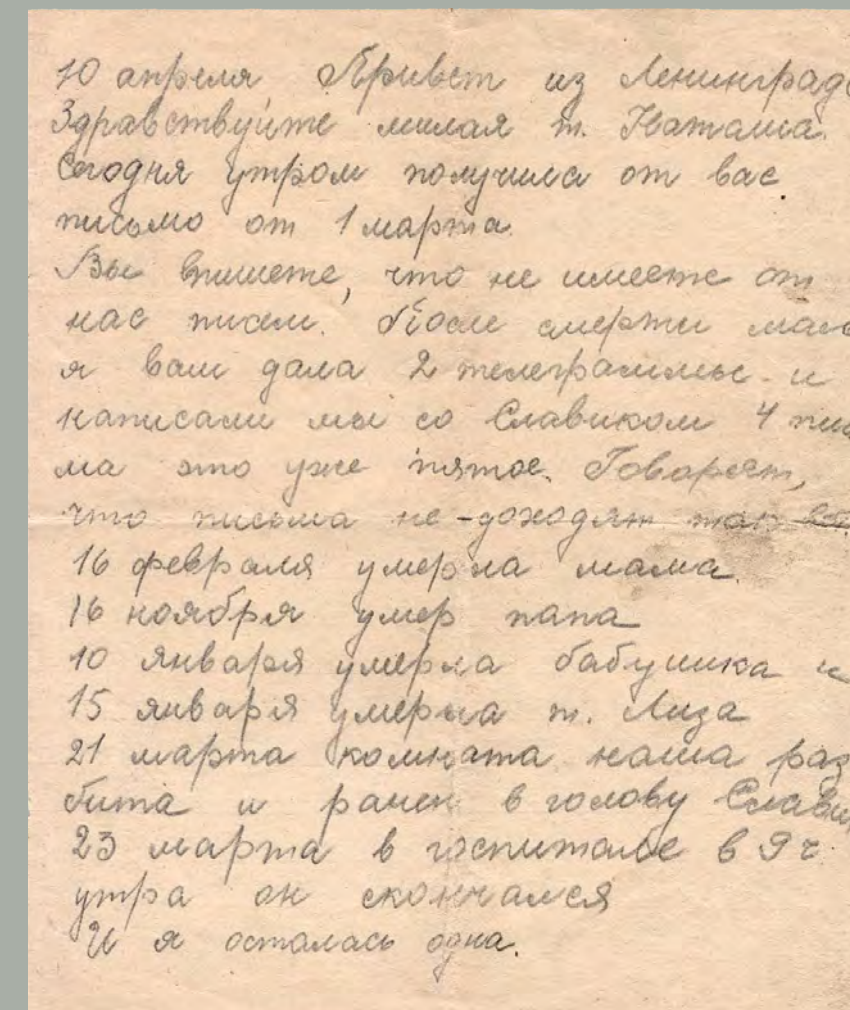 10 апреля Привет из Ленинграда
Здравствуйте милая т. Наташа.
Сегодня утром получила от вас
письмо от 1 марта.
Вы пишете, что не имеете от
нас писем. После смерти мамы
я вам дала 2 телеграммы и
написали мы со Славиком 4 пись
ма это уже пятое. Говорят,
что письма не-доходят
16 февраля умерла мама.
16 ноября умер папа
10 января умерла бабушка и
15 января умерла т. Лиза
21 марта комната наша раз
бита и ранен в голову Славик
23 марта в госпитале в 9 ч.
утра он скончался
И я осталась одна.